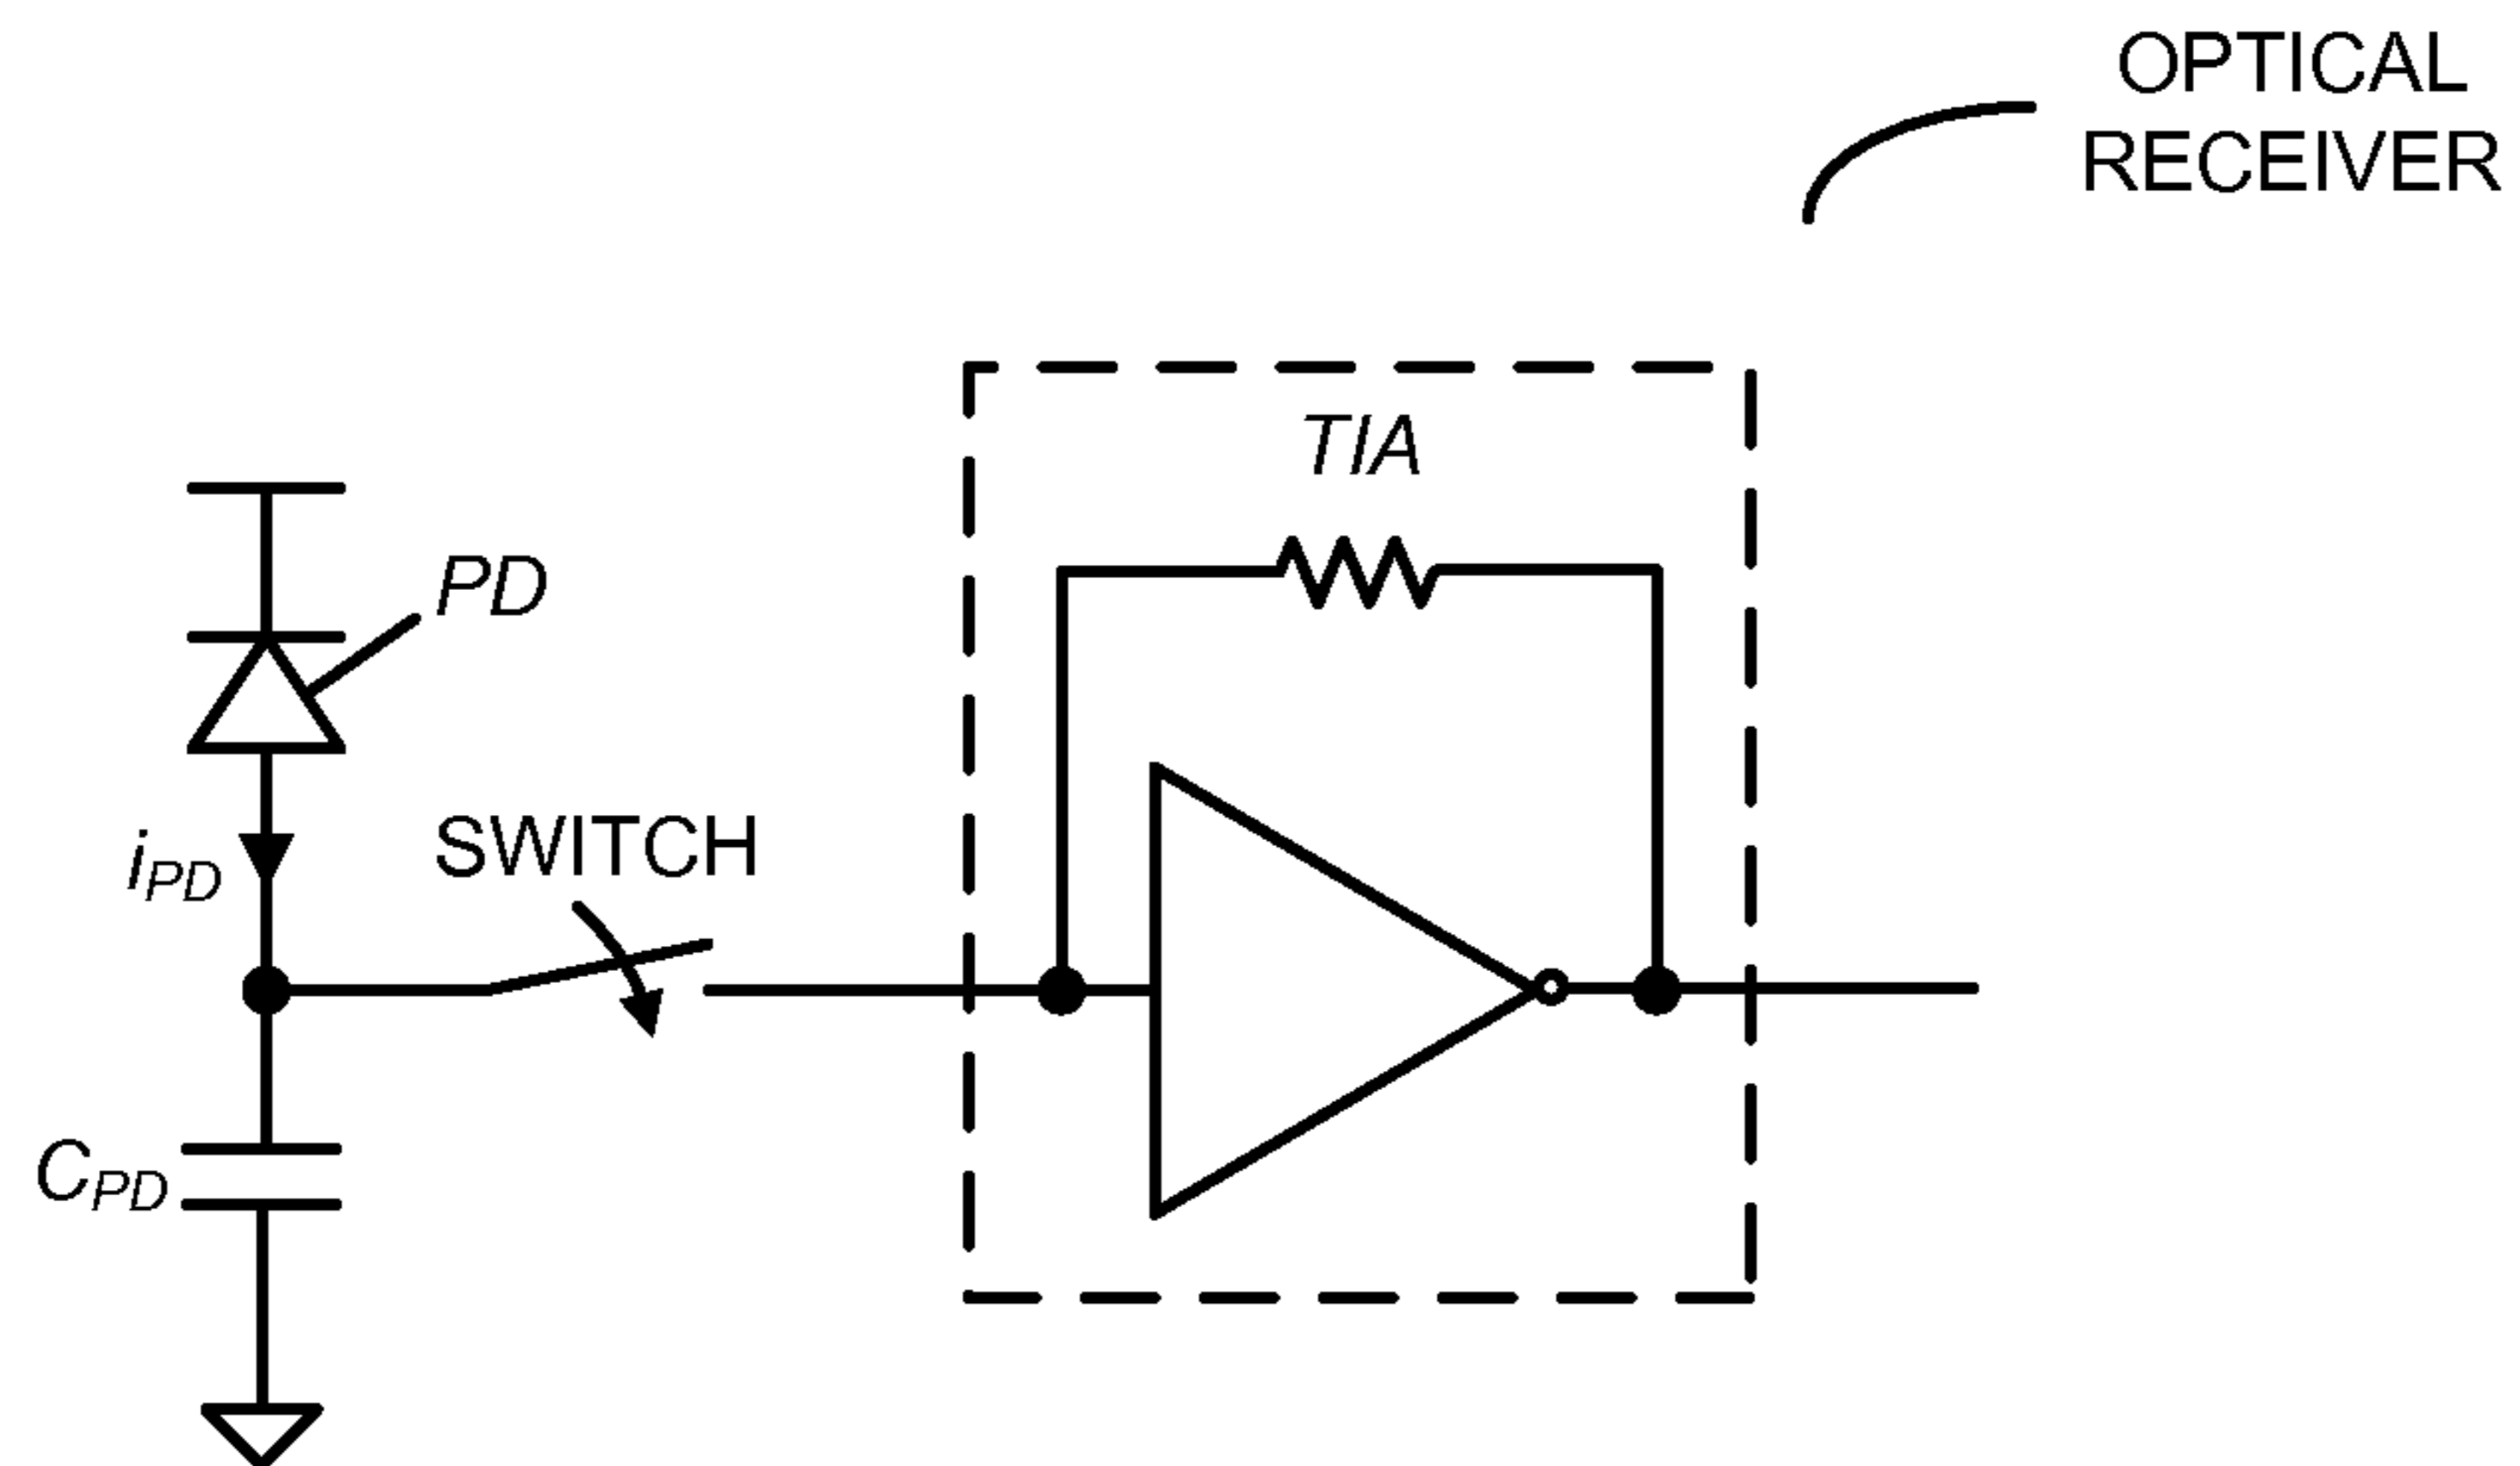 OPTICAL
RECEIVER
TIA
PD
SWITCH
iPD
CPD